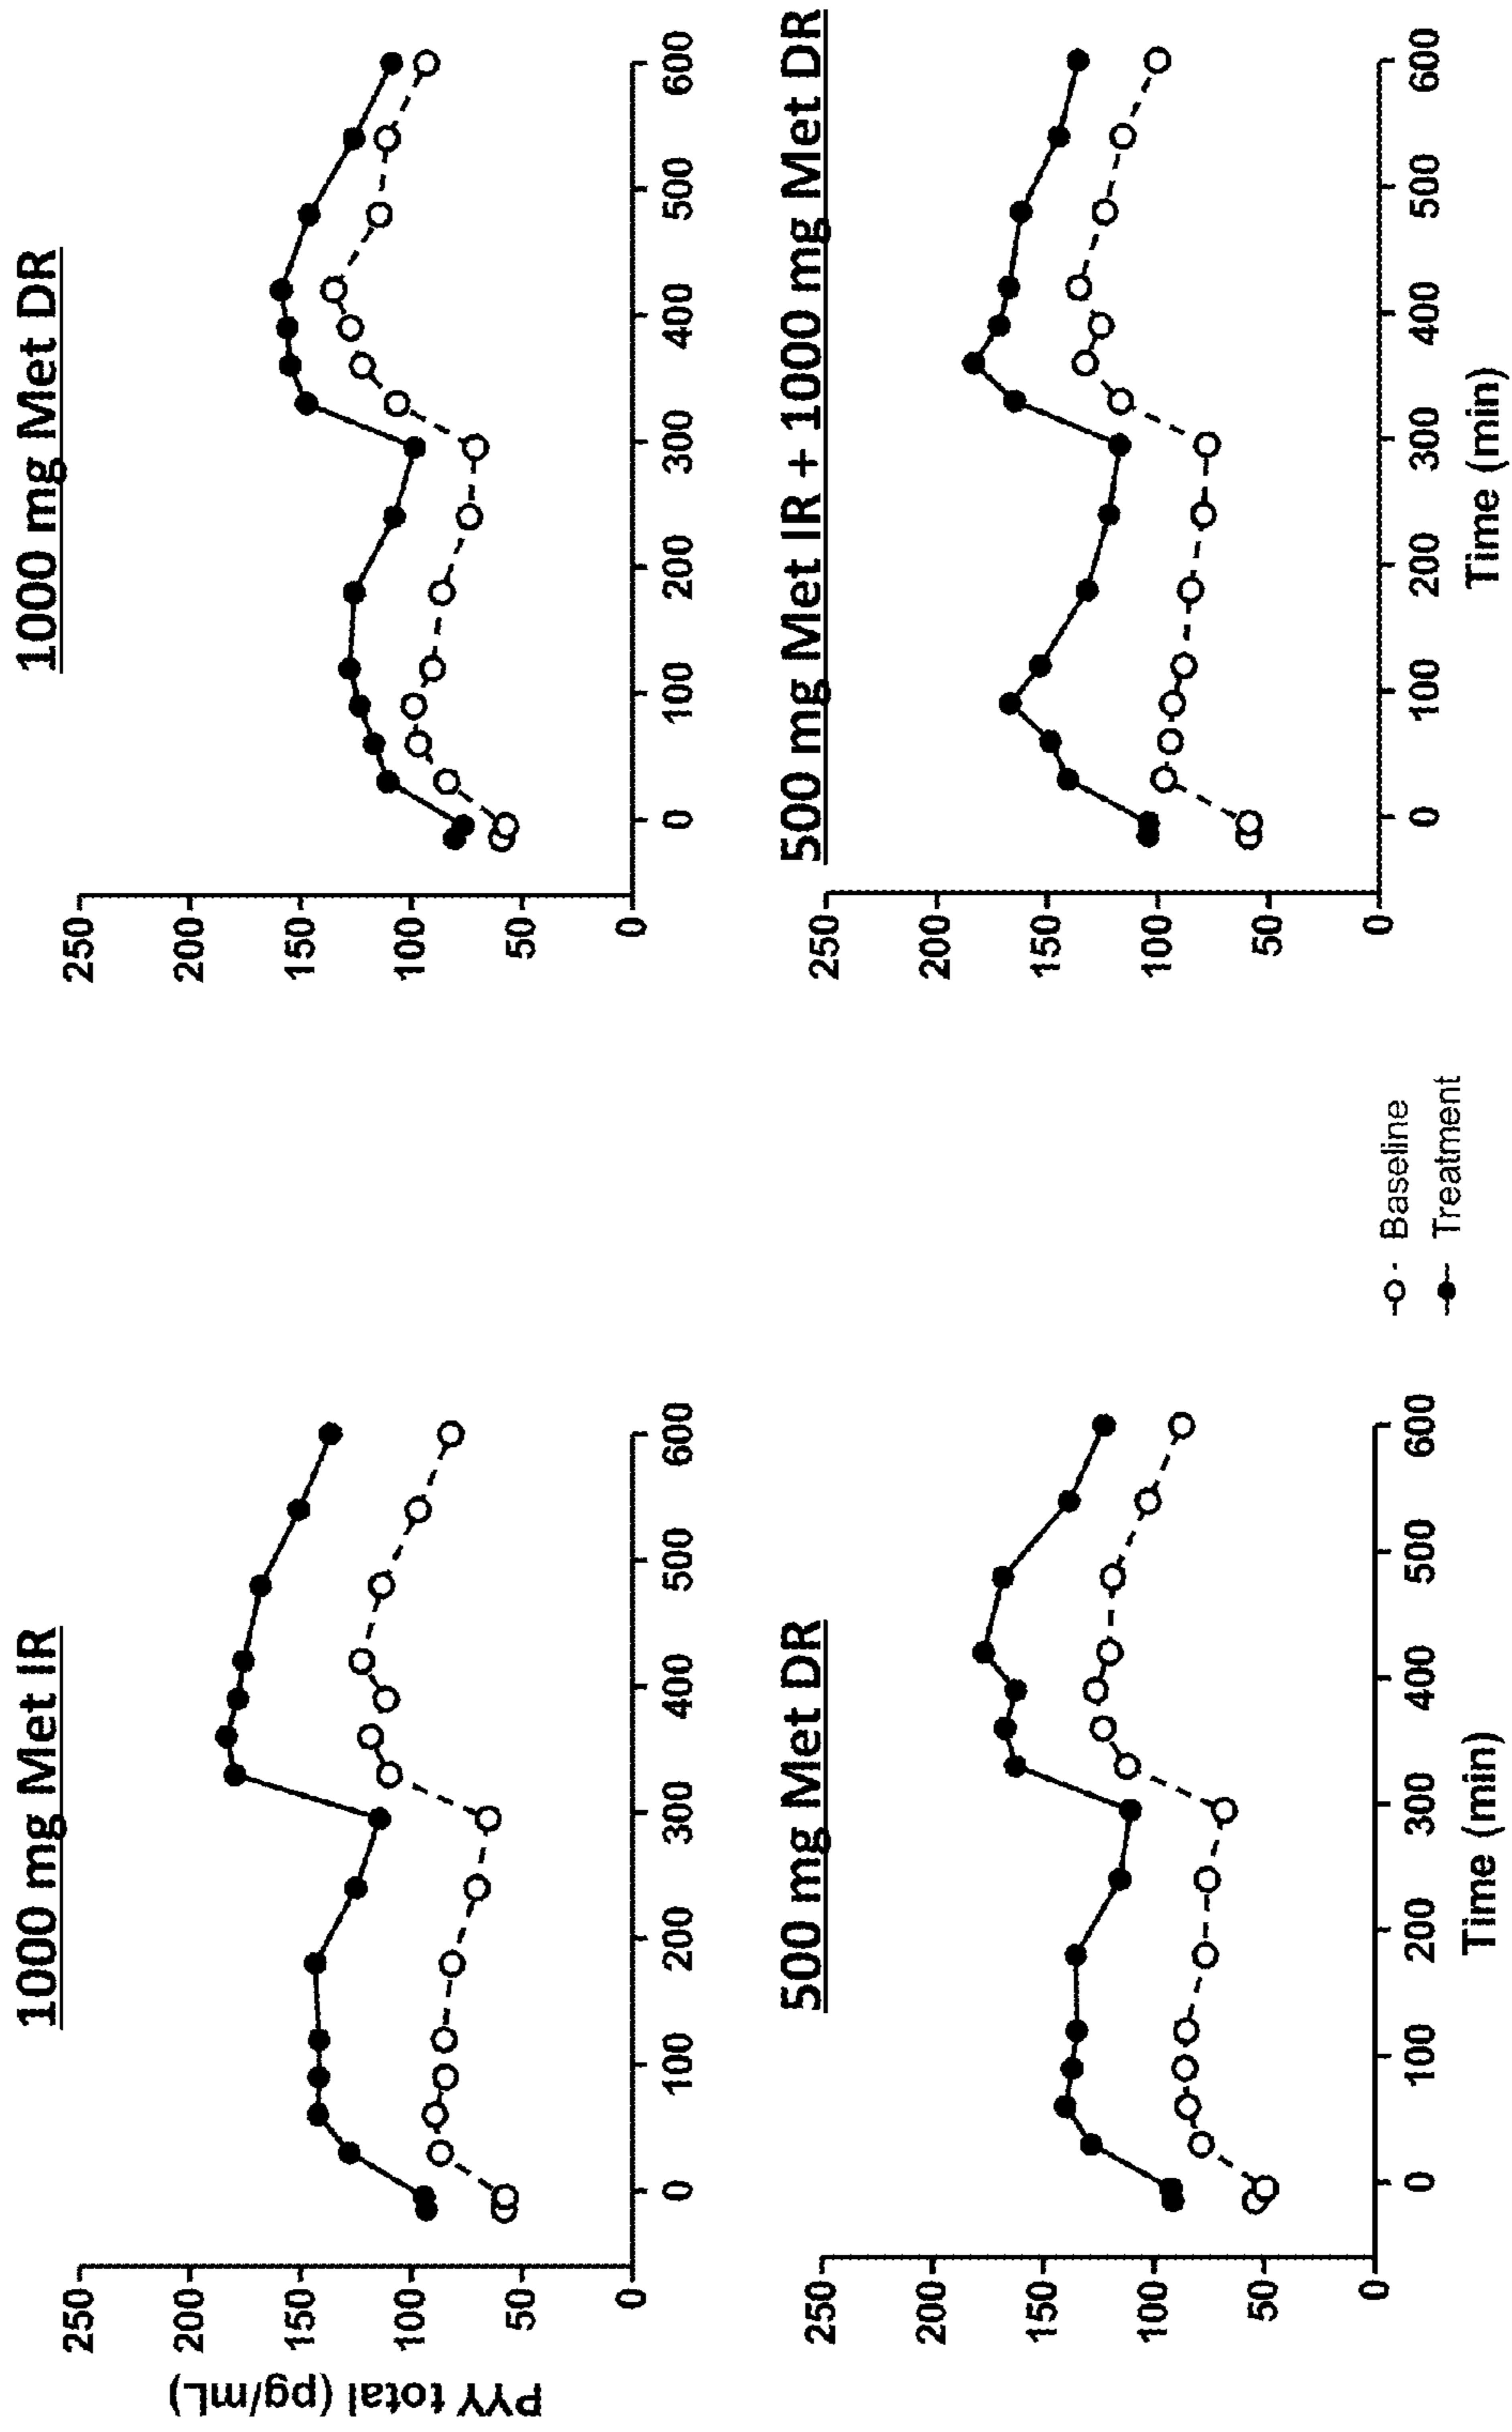 1000 mg Met IR
PYY total (pg/mL)
250
200
150
100
50
0
0 100 200 300 400 500 600
1000 mg Met DR
250
200
150
100
50
0
0 100 200 300 400 500 600
500 mg Met DR
250
200
150
100
50
0
0 100 200 300 400 500 600
Time (min)
Baseline
Treatment
500 mg Met IR + 1000 mg Met DR
250
200
150
100
50
0
0 100 200 300 400 500 600
Time (min)